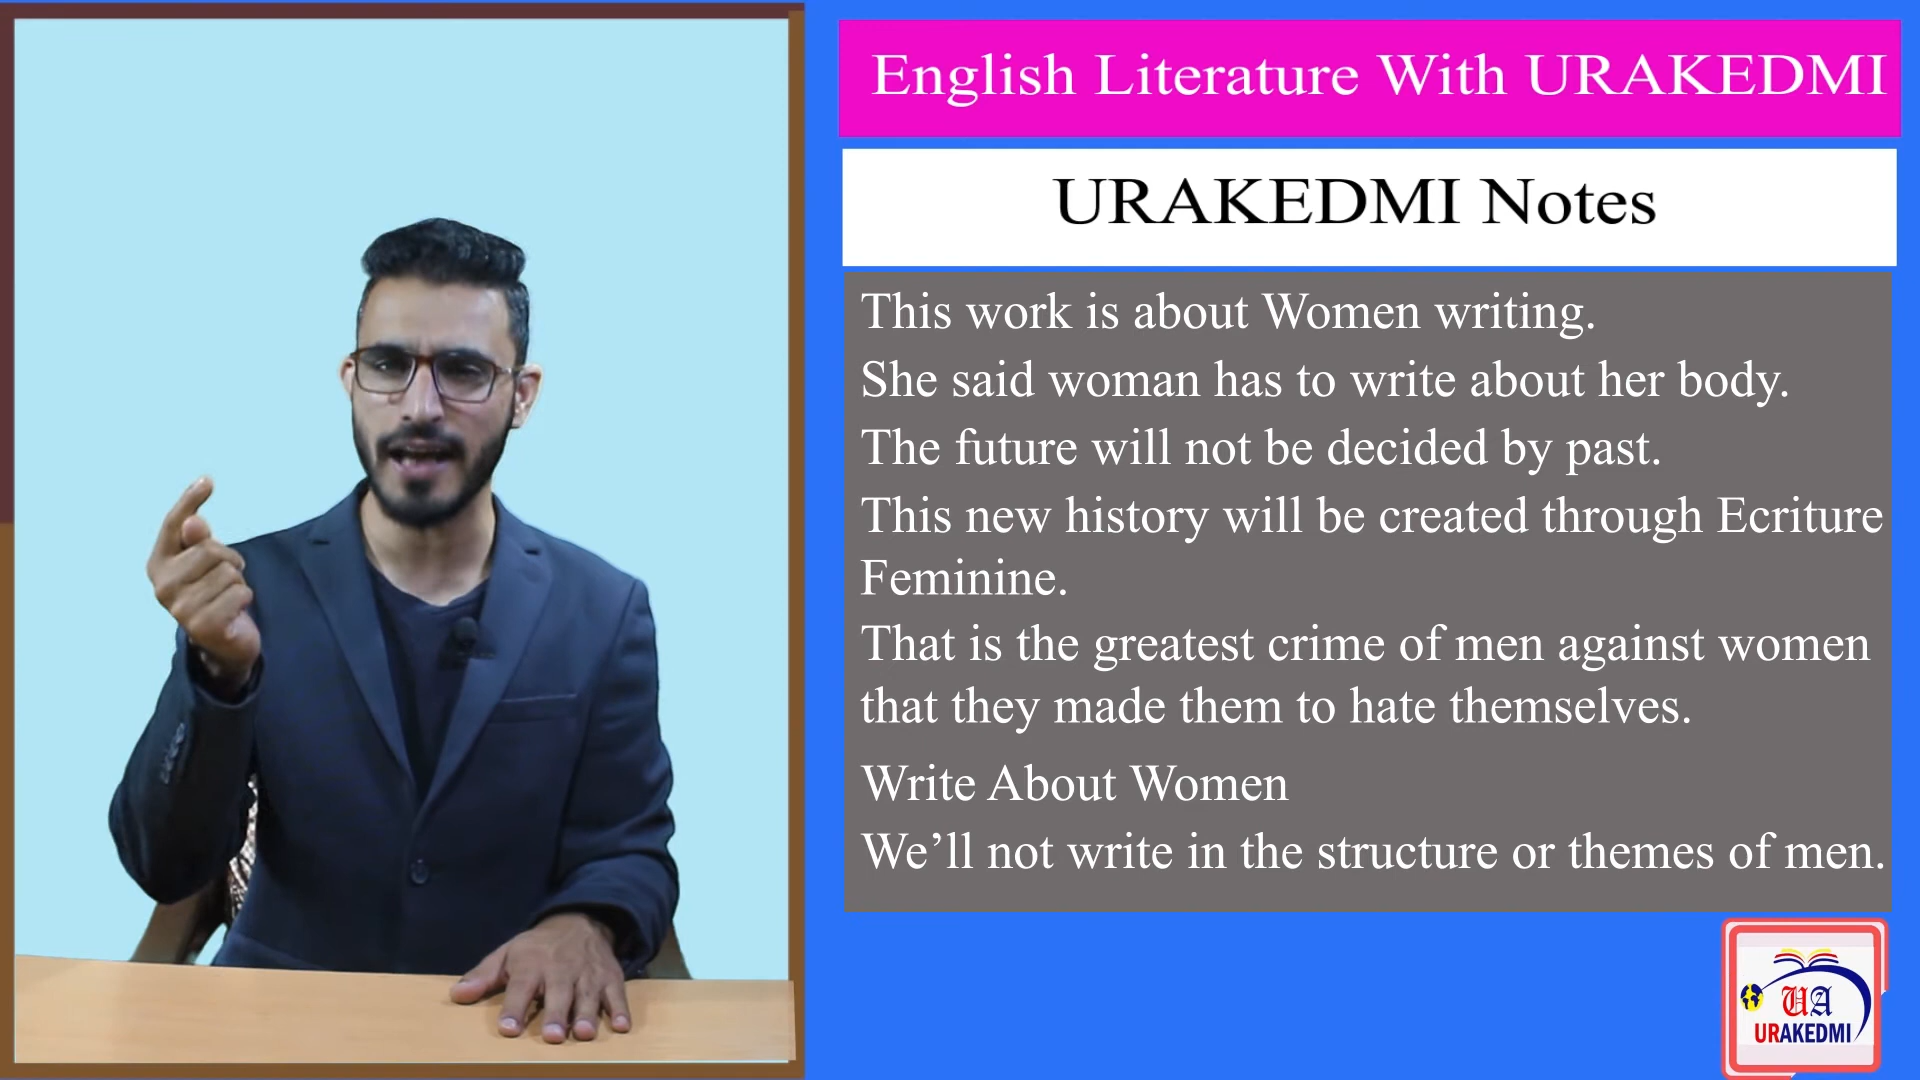 English Literature With URAKEDMI
URAKEDMI Notes
This work is about Women writing.
She said woman has to write about her body.
The future will not be decided by past.
This new history will be created through Ecriture
Feminine.
That is the greatest crime of men against women
that they made them to hate themselves.
Write About Women
We’ll not write in the structure or themes of men.
UA
URAKEDMI